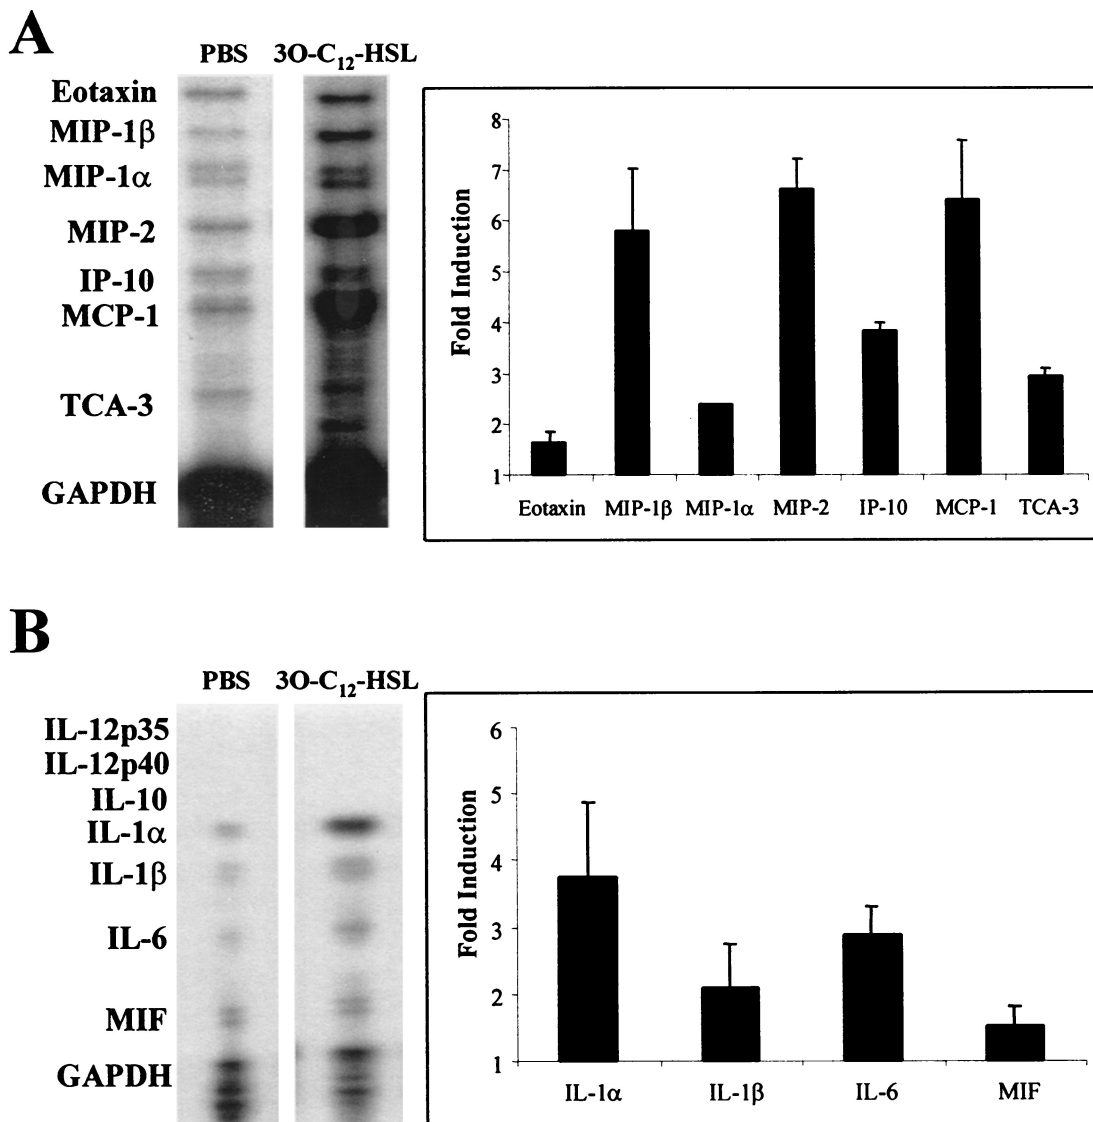 A
PBS 3O-C12-HSL
Eotaxin
MIP-1β
MIP-1α
MIP-2
IP-10
MCP-1
TCA-3
GAPDH
Fold Induction
8
7
6
5
4
3
2
1
Eotaxin MIP-1β MIP-1α MIP-2 IP-10 MCP-1 TCA-3
B
PBS 3O-C12-HSL
IL-12p35
IL-12p40
IL-10
IL-1α
IL-1β
IL-6
MIF
GAPDH
Fold Induction
6
5
4
3
2
1
IL-1α IL-1β IL-6 MIF